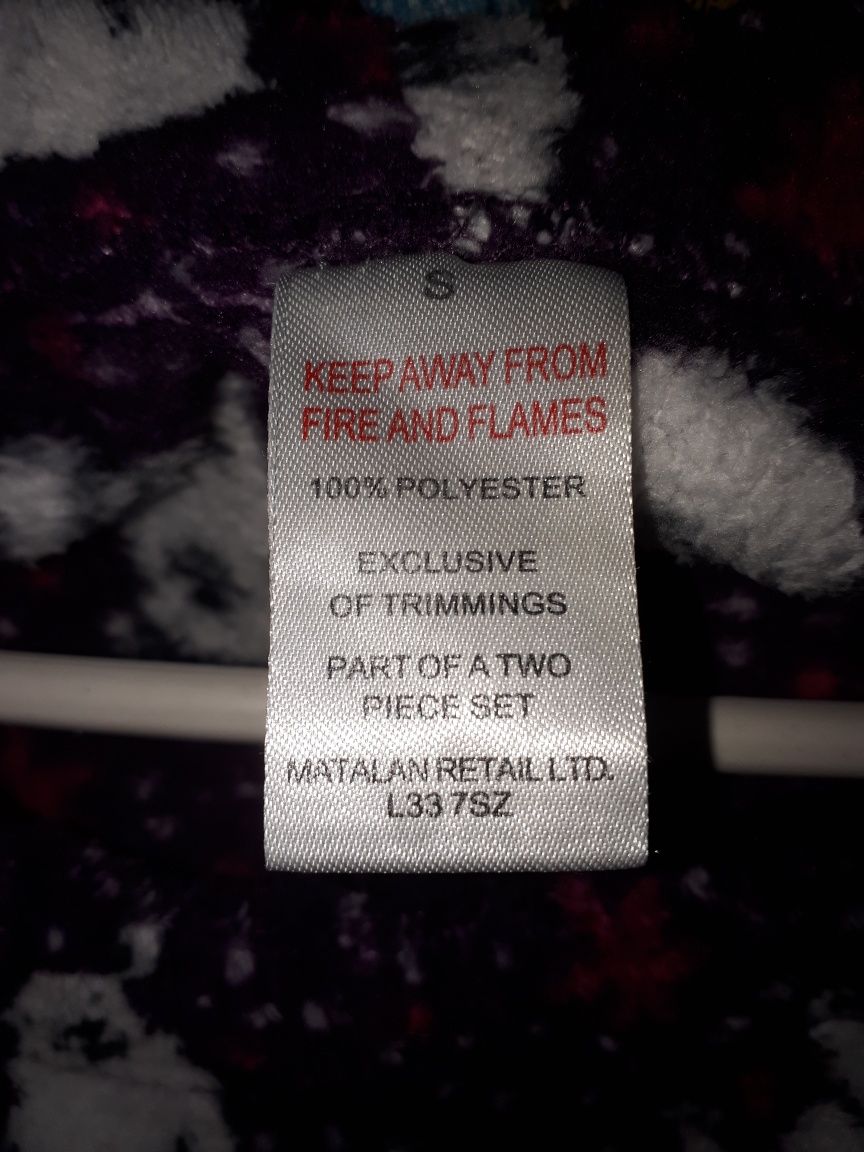 S
KEEP AWAY FROM
FIRE AND FLAMES
100% POLYESTER
EXCLUSIVE
OF TRIMMINGS
PART OF A TWO
PIECE SET
MATALAN RETAIL LTD.
L33 7SZ